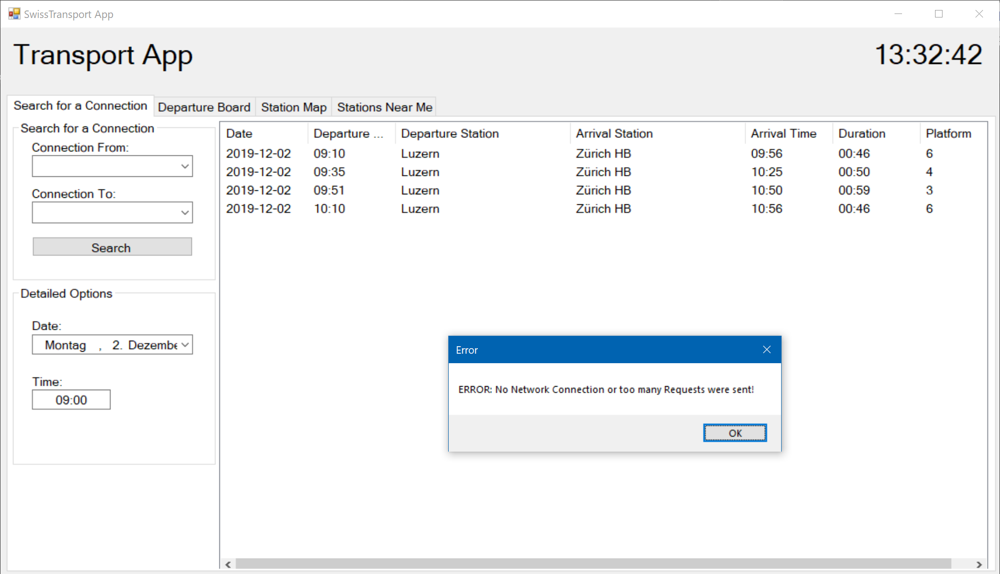 SwissTransport App
Transport App
13:32:42
Search for a Connection
Departure Board
Station Map
Stations Near Me
Search for a Connection
Connection From:
Connection To:
Search
Detailed Options
Date:
Montag , 2. Dezembe
Time:
09:00
Date Departure ... Departure Station Arrival Station Arrival Time Duration Platform
2019-12-02 09:10 Luzern Zürich HB 09:56 00:46 6
2019-12-02 09:35 Luzern Zürich HB 10:25 00:50 4
2019-12-02 09:51 Luzern Zürich HB 10:50 00:59 3
2019-12-02 10:10 Luzern Zürich HB 10:56 00:46 6
Error
ERROR: No Network Connection or too many Requests were sent!
OK